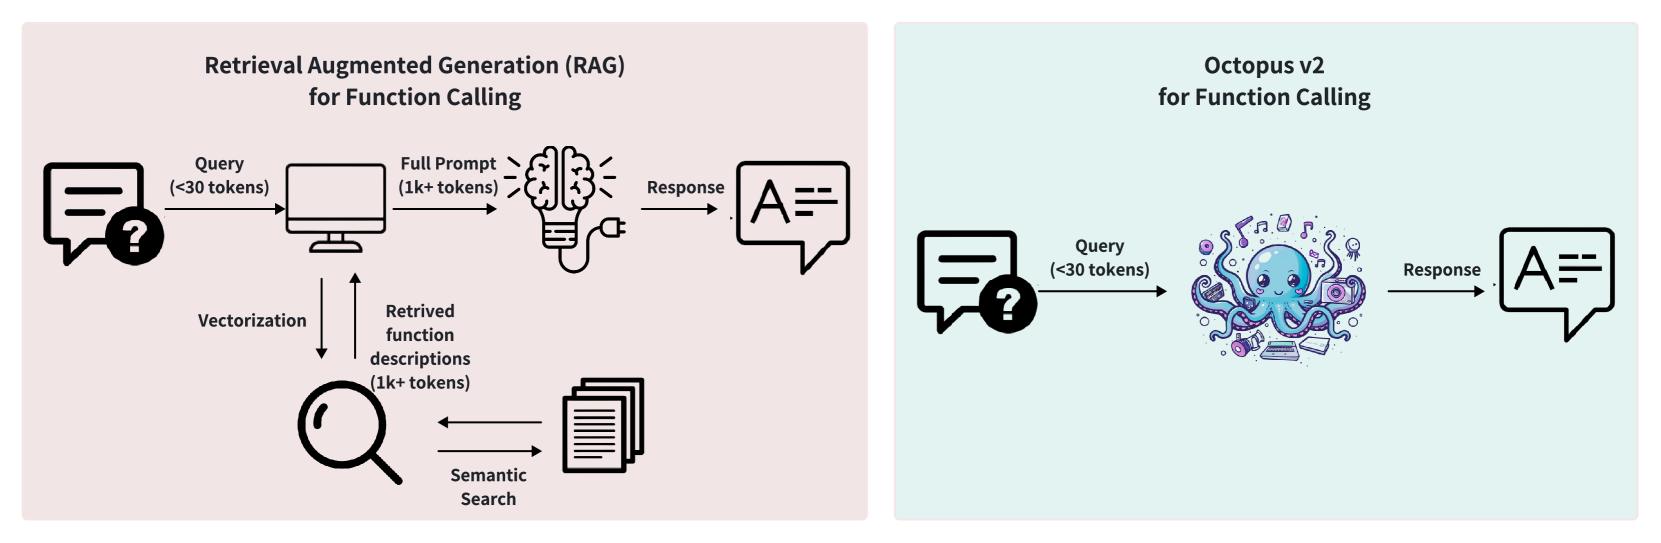 Retrieval Augmented Generation (RAG)
for Function Calling
Query
(<30 tokens)
Full Prompt
(1k+ tokens)
Response
?
A
Vectorization
Retrived
function
descriptions
(1k+ tokens)
Semantic
Search
Octopus v2
for Function Calling
Query
(<30 tokens)
Response
?
A